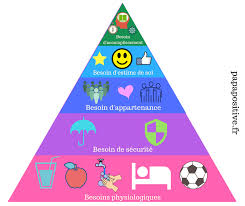 Besoin
d'accomplissement
Besoin d'estime de soi
Besoin d'appartenance
Besoin de sécurité
Besoins physiologiques
papapositive.fr